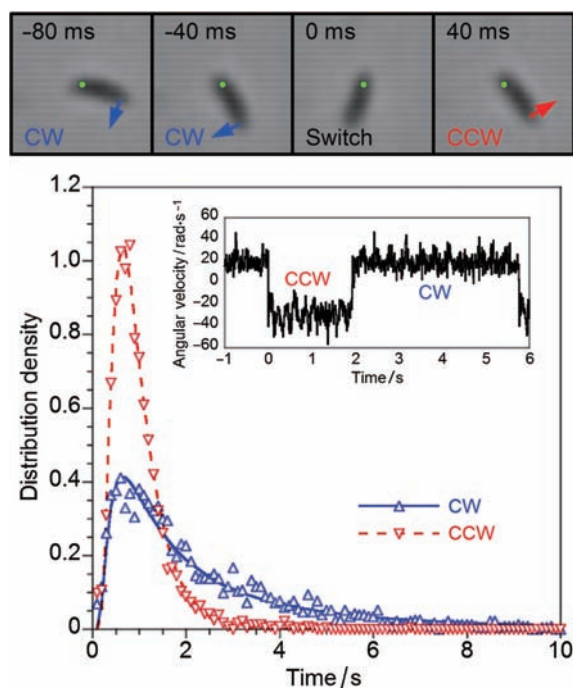 -80 ms
-40 ms
0 ms
40 ms
CW
CW
Switch
CCW
Distribution density
1.2
1.0
0.8
0.6
0.4
0.2
0
0
2
4
6
8
10
Time/s
Angular velocity/rad·s⁻¹
60
40
20
0
−20
−40
−60
−1
0
1
2
3
4
5
6
Time/s
CCW
CW
CW
CCW